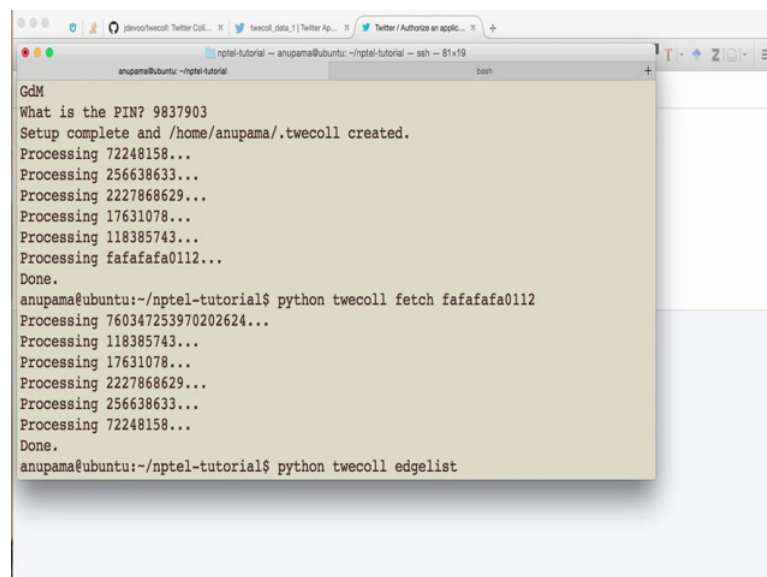 jdevoo/twecoll: Twitter Coll... × twecoll_data_1 | Twitter Ap... × Twitter / Authorize an applic... × +
nptel-tutorial — anupama@ubuntu: ~/nptel-tutorial — ssh — 81×19
anupama@ubuntu: ~/nptel-tutorial bash +
GdM
What is the PIN? 9837903
Setup complete and /home/anupama/.twecoll created.
Processing 72248158...
Processing 256638633...
Processing 2227868629...
Processing 17631078...
Processing 118385743...
Processing fafafafa0112...
Done.
anupama@ubuntu:~/nptel-tutorial$ python twecoll fetch fafafafa0112
Processing 760347253970202624...
Processing 118385743...
Processing 17631078...
Processing 2227868629...
Processing 256638633...
Processing 72248158...
Done.
anupama@ubuntu:~/nptel-tutorial$ python twecoll edgelist